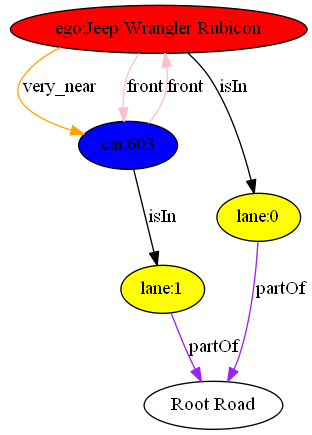 ego:Jeep Wrangler Rubicon
very_near
front
front
isIn
car:603
isIn
lane:0
lane:1
partOf
partOf
Root Road